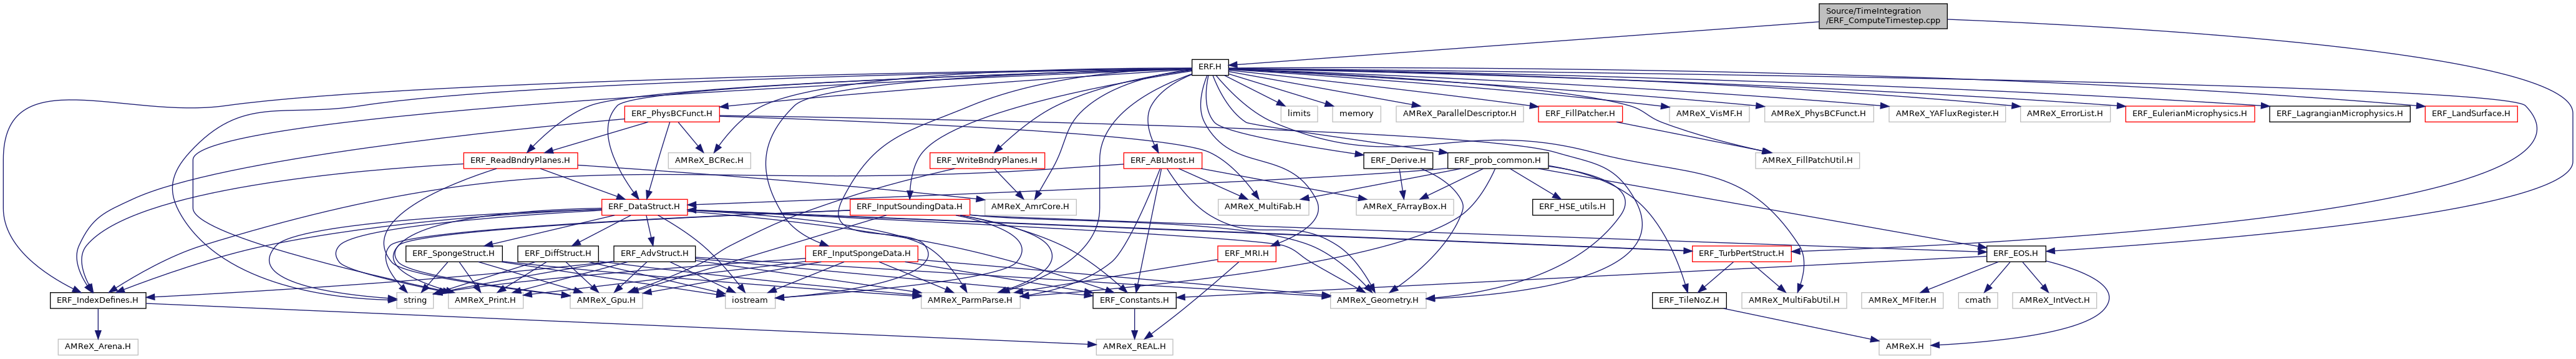 Source/TimeIntegration
/ERF_ComputeTimestep.cpp
ERF.H
ERF_PhysBCFunct.H
limits
memory
AMReX_ParallelDescriptor.H
ERF_FillPatcher.H
AMReX_VisMF.H
AMReX_PhysBCFunct.H
AMReX_YAFluxRegister.H
AMReX_ErrorList.H
ERF_EulerianMicrophysics.H
ERF_LagrangianMicrophysics.H
ERF_LandSurface.H
ERF_ReadBndryPlanes.H
AMReX_BCRec.H
ERF_WriteBndryPlanes.H
ERF_ABLMost.H
ERF_Derive.H
ERF_prob_common.H
AMReX_FillPatchUtil.H
ERF_DataStruct.H
ERF_InputSoundingData.H
AMReX_AmrCore.H
AMReX_MultiFab.H
AMReX_FArrayBox.H
ERF_HSE_utils.H
ERF_SpongeStruct.H
ERF_DiffStruct.H
ERF_AdvStruct.H
ERF_InputSpongeData.H
ERF_MRI.H
ERF_TurbPertStruct.H
ERF_EOS.H
ERF_IndexDefines.H
string
AMReX_Print.H
AMReX_Gpu.H
iostream
AMReX_ParmParse.H
ERF_Constants.H
AMReX_Geometry.H
ERF_TileNoZ.H
AMReX_MultiFabUtil.H
AMReX_MFIter.H
cmath
AMReX_IntVect.H
AMReX_Arena.H
AMReX_REAL.H
AMReX.H